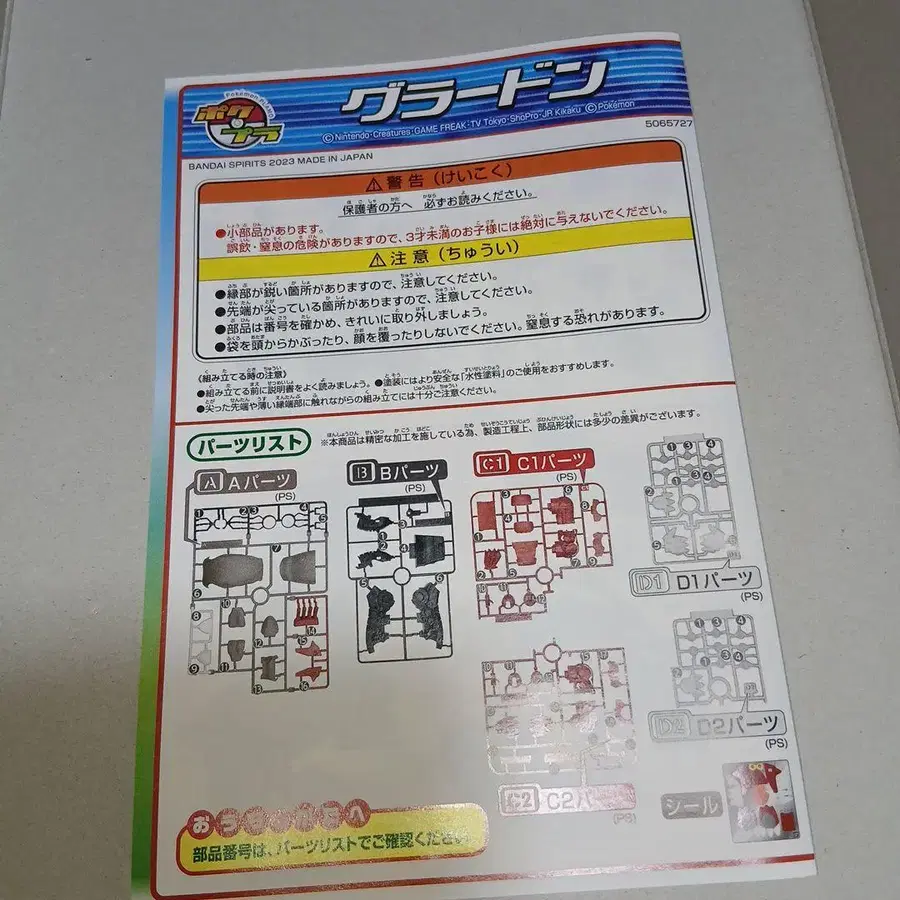 Pokémon PLAMO
ポケプラ
グラードン
©Nintendo・Creatures・GAME FREAK・TV Tokyo・ShoPro・JR Kikaku ©Pokémon
5065727
BANDAI SPIRITS 2023 MADE IN JAPAN
⚠警告(けいこく)
保護者の方へ 必ずお読みください。
●小部品があります。
誤飲・窒息の危険がありますので、3才未満のお子様には絶対に与えないでください。
⚠注意(ちゅうい)
●縁部が鋭い箇所がありますので、注意してください。
●先端が尖っている箇所がありますので、注意してください。
●部品は番号を確かめ、きれいに取り外しましょう。
●袋を頭からかぶったり、顔を覆ったりしないでください。窒息する恐れがあります。
《組み立てる時の注意》
●組み立てる前に説明書をよく読みましょう。●塗装にはより安全な「水性塗料」のご使用をおすすめします。
●尖った先端や薄い縁端部に触れながらの組み立てには十分ご注意ください。
パーツリスト
※本商品は精密な加工を施している為、製造工程上、部品形状には多少の差異がございます。
A Aパーツ
(PS)
B Bパーツ
(PS)
C1 C1パーツ
(PS)
D1 D1パーツ
(PS)
D2 D2パーツ
(PS)
C2 C2パーツ
(PS)
シール
部品番号は、パーツリストでご確認ください。